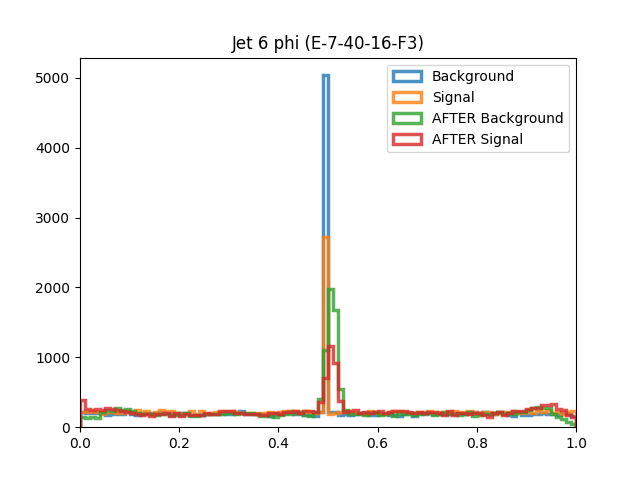 Jet 6 phi (E-7-40-16-F3)
Background
Signal
AFTER Background
AFTER Signal
5000
4000
3000
2000
1000
0
0.0 0.2 0.4 0.6 0.8 1.0